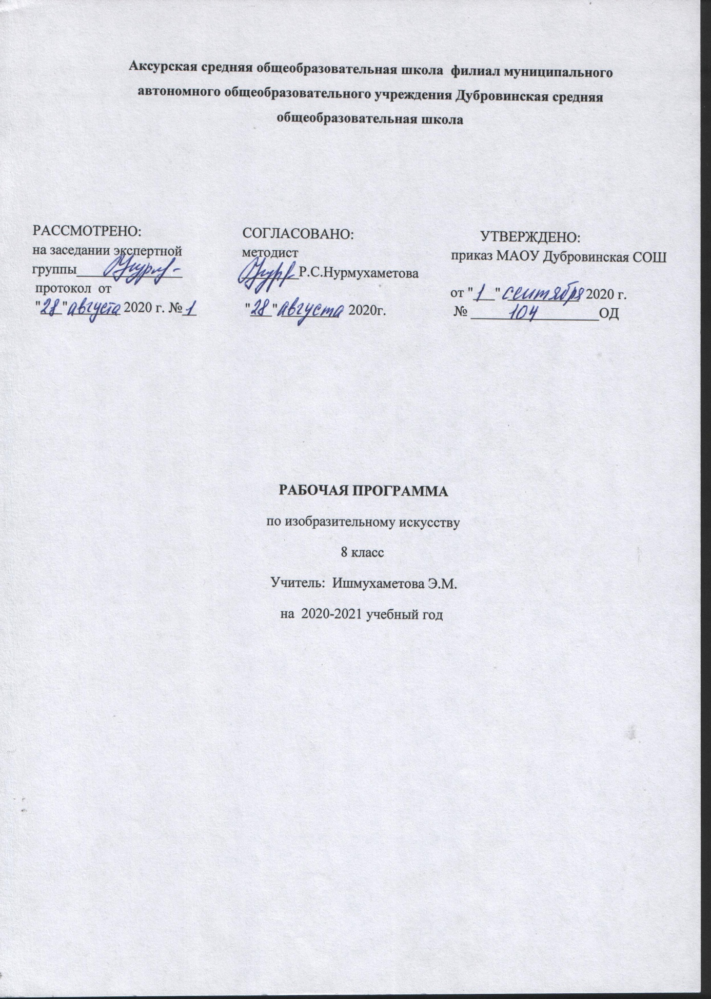 Аксурская средняя общеобразовательная школа  филиал муниципального
автономного общеобразовательного учреждения Дубровинская средняя
общеобразовательная школа
РАССМОТРЕНО:
на заседании экспертной
группы_______________
протокол  от
"28" августа 2020 г. №1
СОГЛАСОВАНО:
методист
________Р.С.Нурмухаметова
"28" августа 2020г.
УТВЕРЖДЕНО:
приказ МАОУ Дубровинская СОШ
от "1" сентября 2020 г.
№ 104 ОД
РАБОЧАЯ ПРОГРАММА
по изобразительному искусству
8 класс
Учитель:  Ишмухаметова Э.М.
на  2020-2021 учебный год